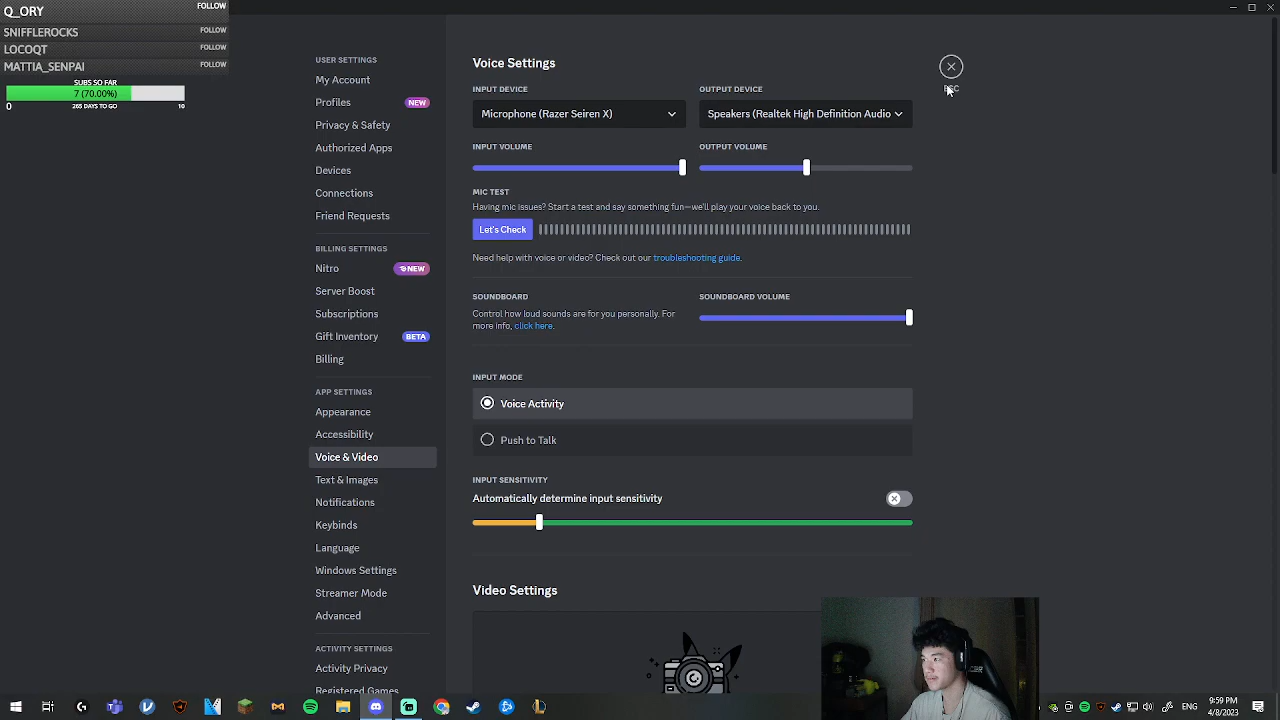 Q_ORY FOLLOW
SNIFFLEROCKS FOLLOW
LOCOQT FOLLOW
MATTIA_SENPAI FOLLOW
SUBS SO FAR
7 (70.00%)
0 265 DAYS TO GO 10
USER SETTINGS
My Account
Profiles NEW
Privacy & Safety
Authorized Apps
Devices
Connections
Friend Requests
BILLING SETTINGS
Nitro NEW
Server Boost
Subscriptions
Gift Inventory BETA
Billing
APP SETTINGS
Appearance
Accessibility
Voice & Video
Text & Images
Notifications
Keybinds
Language
Windows Settings
Streamer Mode
Advanced
ACTIVITY SETTINGS
Activity Privacy
Registered Games
Voice Settings
ESC
INPUT DEVICE OUTPUT DEVICE
Microphone (Razer Seiren X) Speakers (Realtek High Definition Audio
INPUT VOLUME OUTPUT VOLUME
MIC TEST
Having mic issues? Start a test and say something fun—we'll play your voice back to you.
Let's Check
Need help with voice or video? Check out our troubleshooting guide.
SOUNDBOARD SOUNDBOARD VOLUME
Control how loud sounds are for you personally. For
more info, click here.
INPUT MODE
Voice Activity
Push to Talk
INPUT SENSITIVITY
Automatically determine input sensitivity
Video Settings
ENG
9:59 PM
4/8/2023